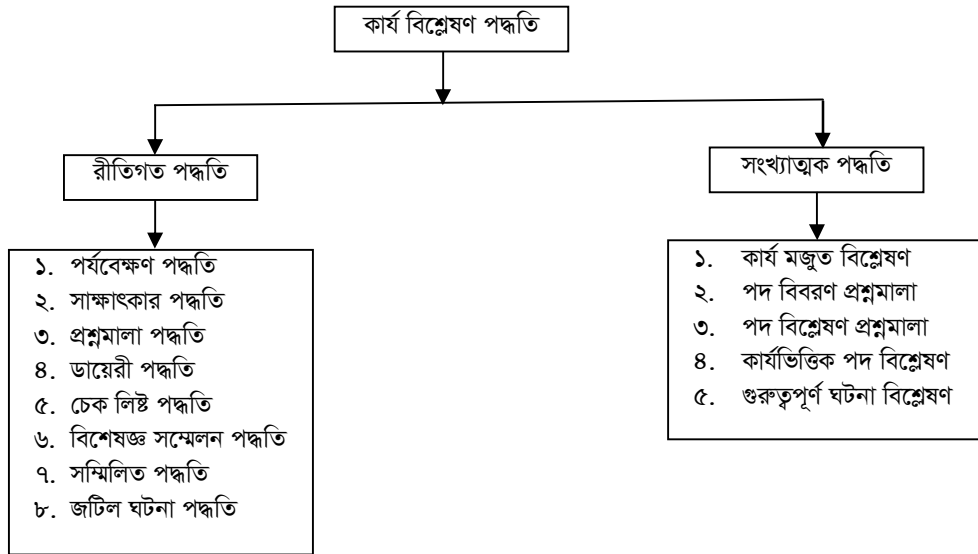 কার্য বিশ্লেষণ পদ্ধতি
রীতিগত পদ্ধতি
সংখ্যাত্মক পদ্ধতি
১. পর্যবেক্ষণ পদ্ধতি
২. সাক্ষাৎকার পদ্ধতি
৩. প্রশ্নমালা পদ্ধতি
৪. ডায়েরী পদ্ধতি
৫. চেক লিষ্ট পদ্ধতি
৬. বিশেষজ্ঞ সম্মেলন পদ্ধতি
৭. সম্মিলিত পদ্ধতি
৮. জটিল ঘটনা পদ্ধতি
১. কার্য মজুত বিশ্লেষণ
২. পদ বিবরণ প্রশ্নমালা
৩. পদ বিশ্লেষণ প্রশ্নমালা
৪. কার্যভিত্তিক পদ বিশ্লেষণ
৫. গুরুত্বপূর্ণ ঘটনা বিশ্লেষণ